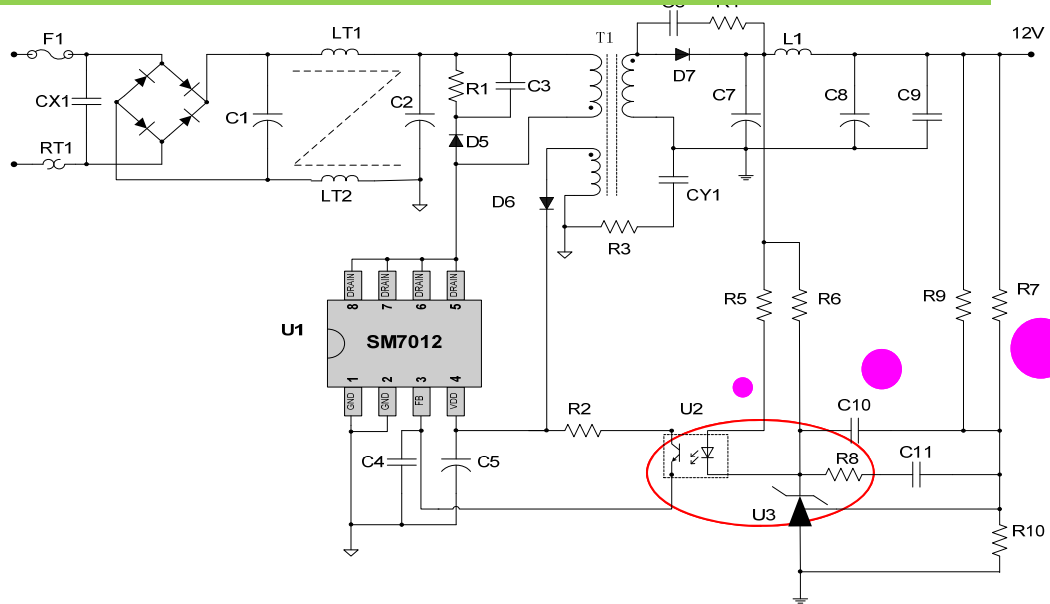 F1
LT1
T1
L1
12V
D7
CX1
C1
C2
R1
C3
C7
C8
C9
D5
RT1
LT2
D6
CY1
R3
DRAIN
DRAIN
DRAIN
DRAIN
8
7
6
5
U1
SM7012
R5
R6
R9
R7
1
2
3
4
GND
GND
FB
VDD
R2
U2
C10
C4
C5
R8
C11
U3
R10